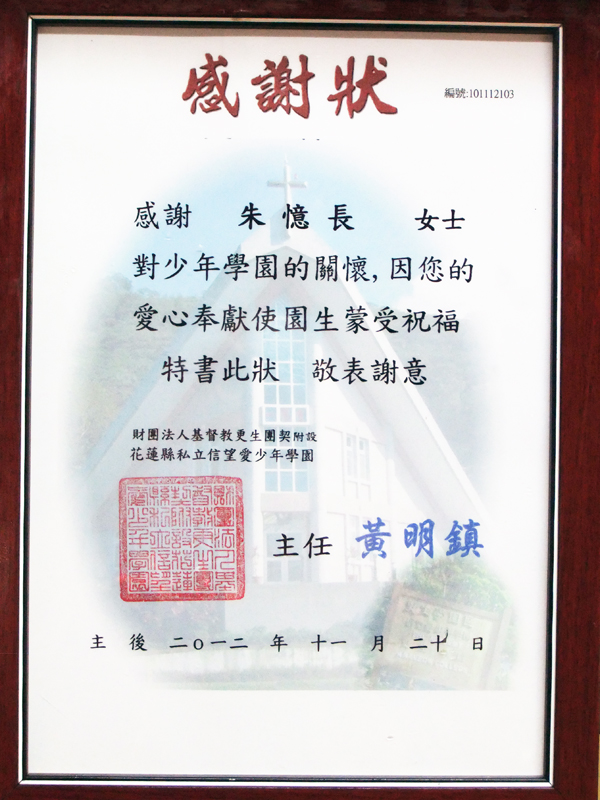 感謝狀
編號:101112103
感謝 朱憶長 女士
對少年學園的關懷,因您的
愛心奉獻使園生蒙受祝福
特書此狀 敬表謝意
財團法人基督教更生團契附設
花蓮縣私立信望愛少年學園
主任 黃明鎮
主後 二0一二 年 十一 月 二十 日